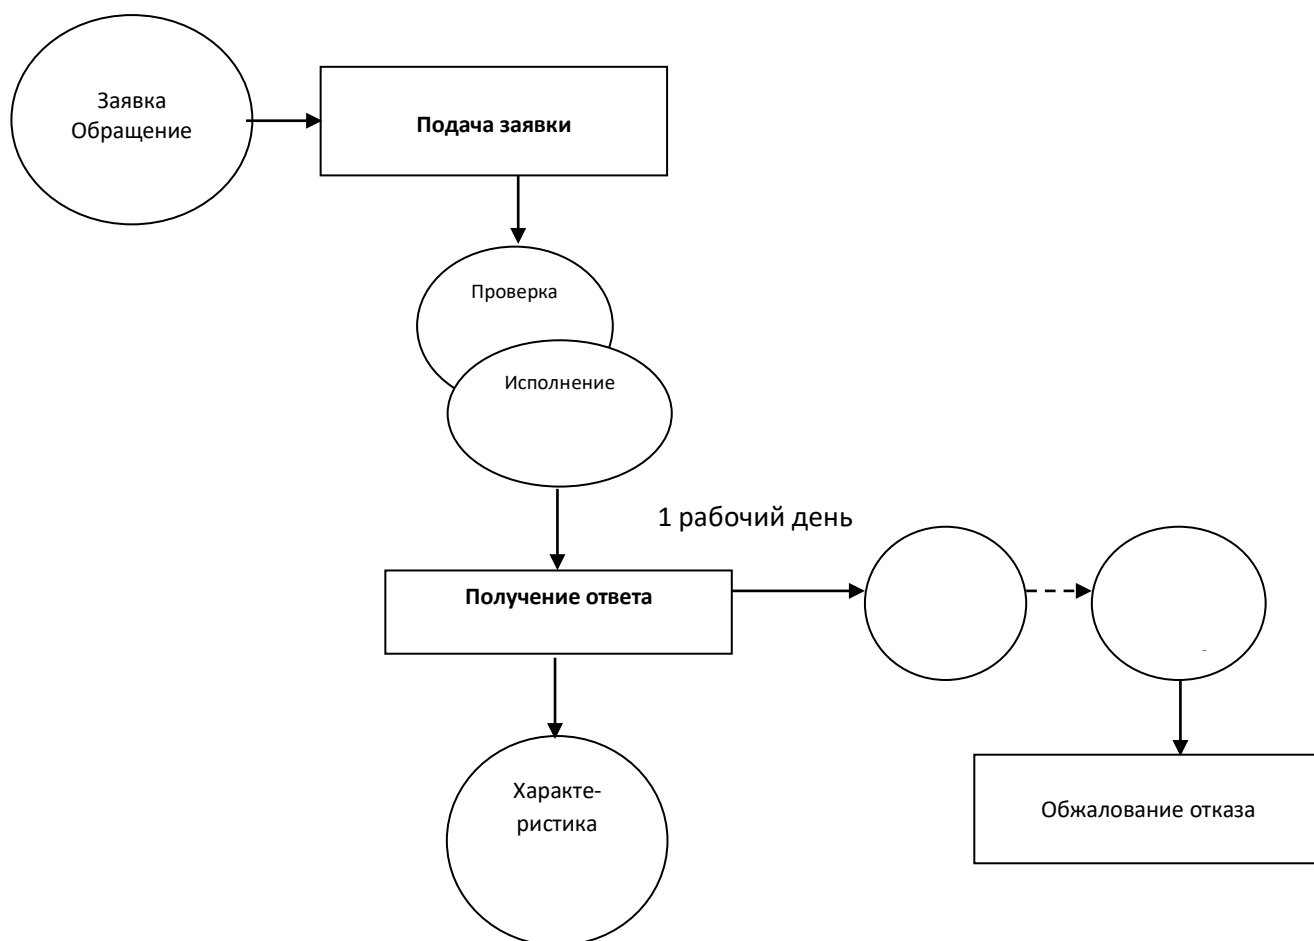 Заявка
Обращение
Подача заявки
Проверка
Исполнение
1 рабочий день
Получение ответа
Характе-
ристика
Обжалование отказа